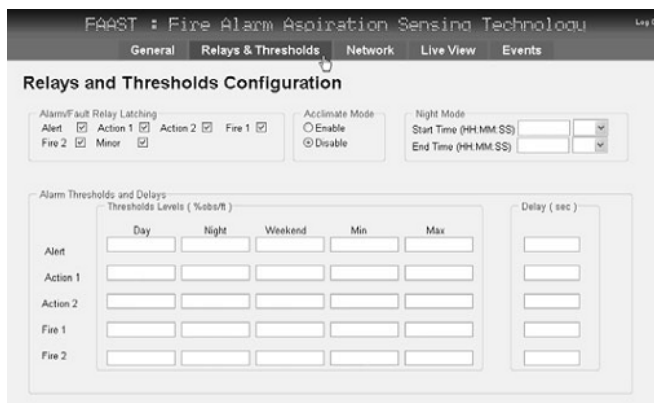 FAAST : Fire Alarm Aspiration Sensing Technology
General Relays & Thresholds Network Live View Events
Relays and Thresholds Configuration
Alarm/Fault Relay Latching
Alert Action 1 Action 2 Fire 1
Fire 2 Minor
Acclimate Mode
Enable
Disable
Night Mode
Start Time (HH:MM:SS)
End Time (HH:MM:SS)
Alarm Thresholds and Delays
Thresholds Levels ( %obs/ft )
Delay ( sec )
Day Night Weekend Min Max
Alert
Action 1
Action 2
Fire 1
Fire 2